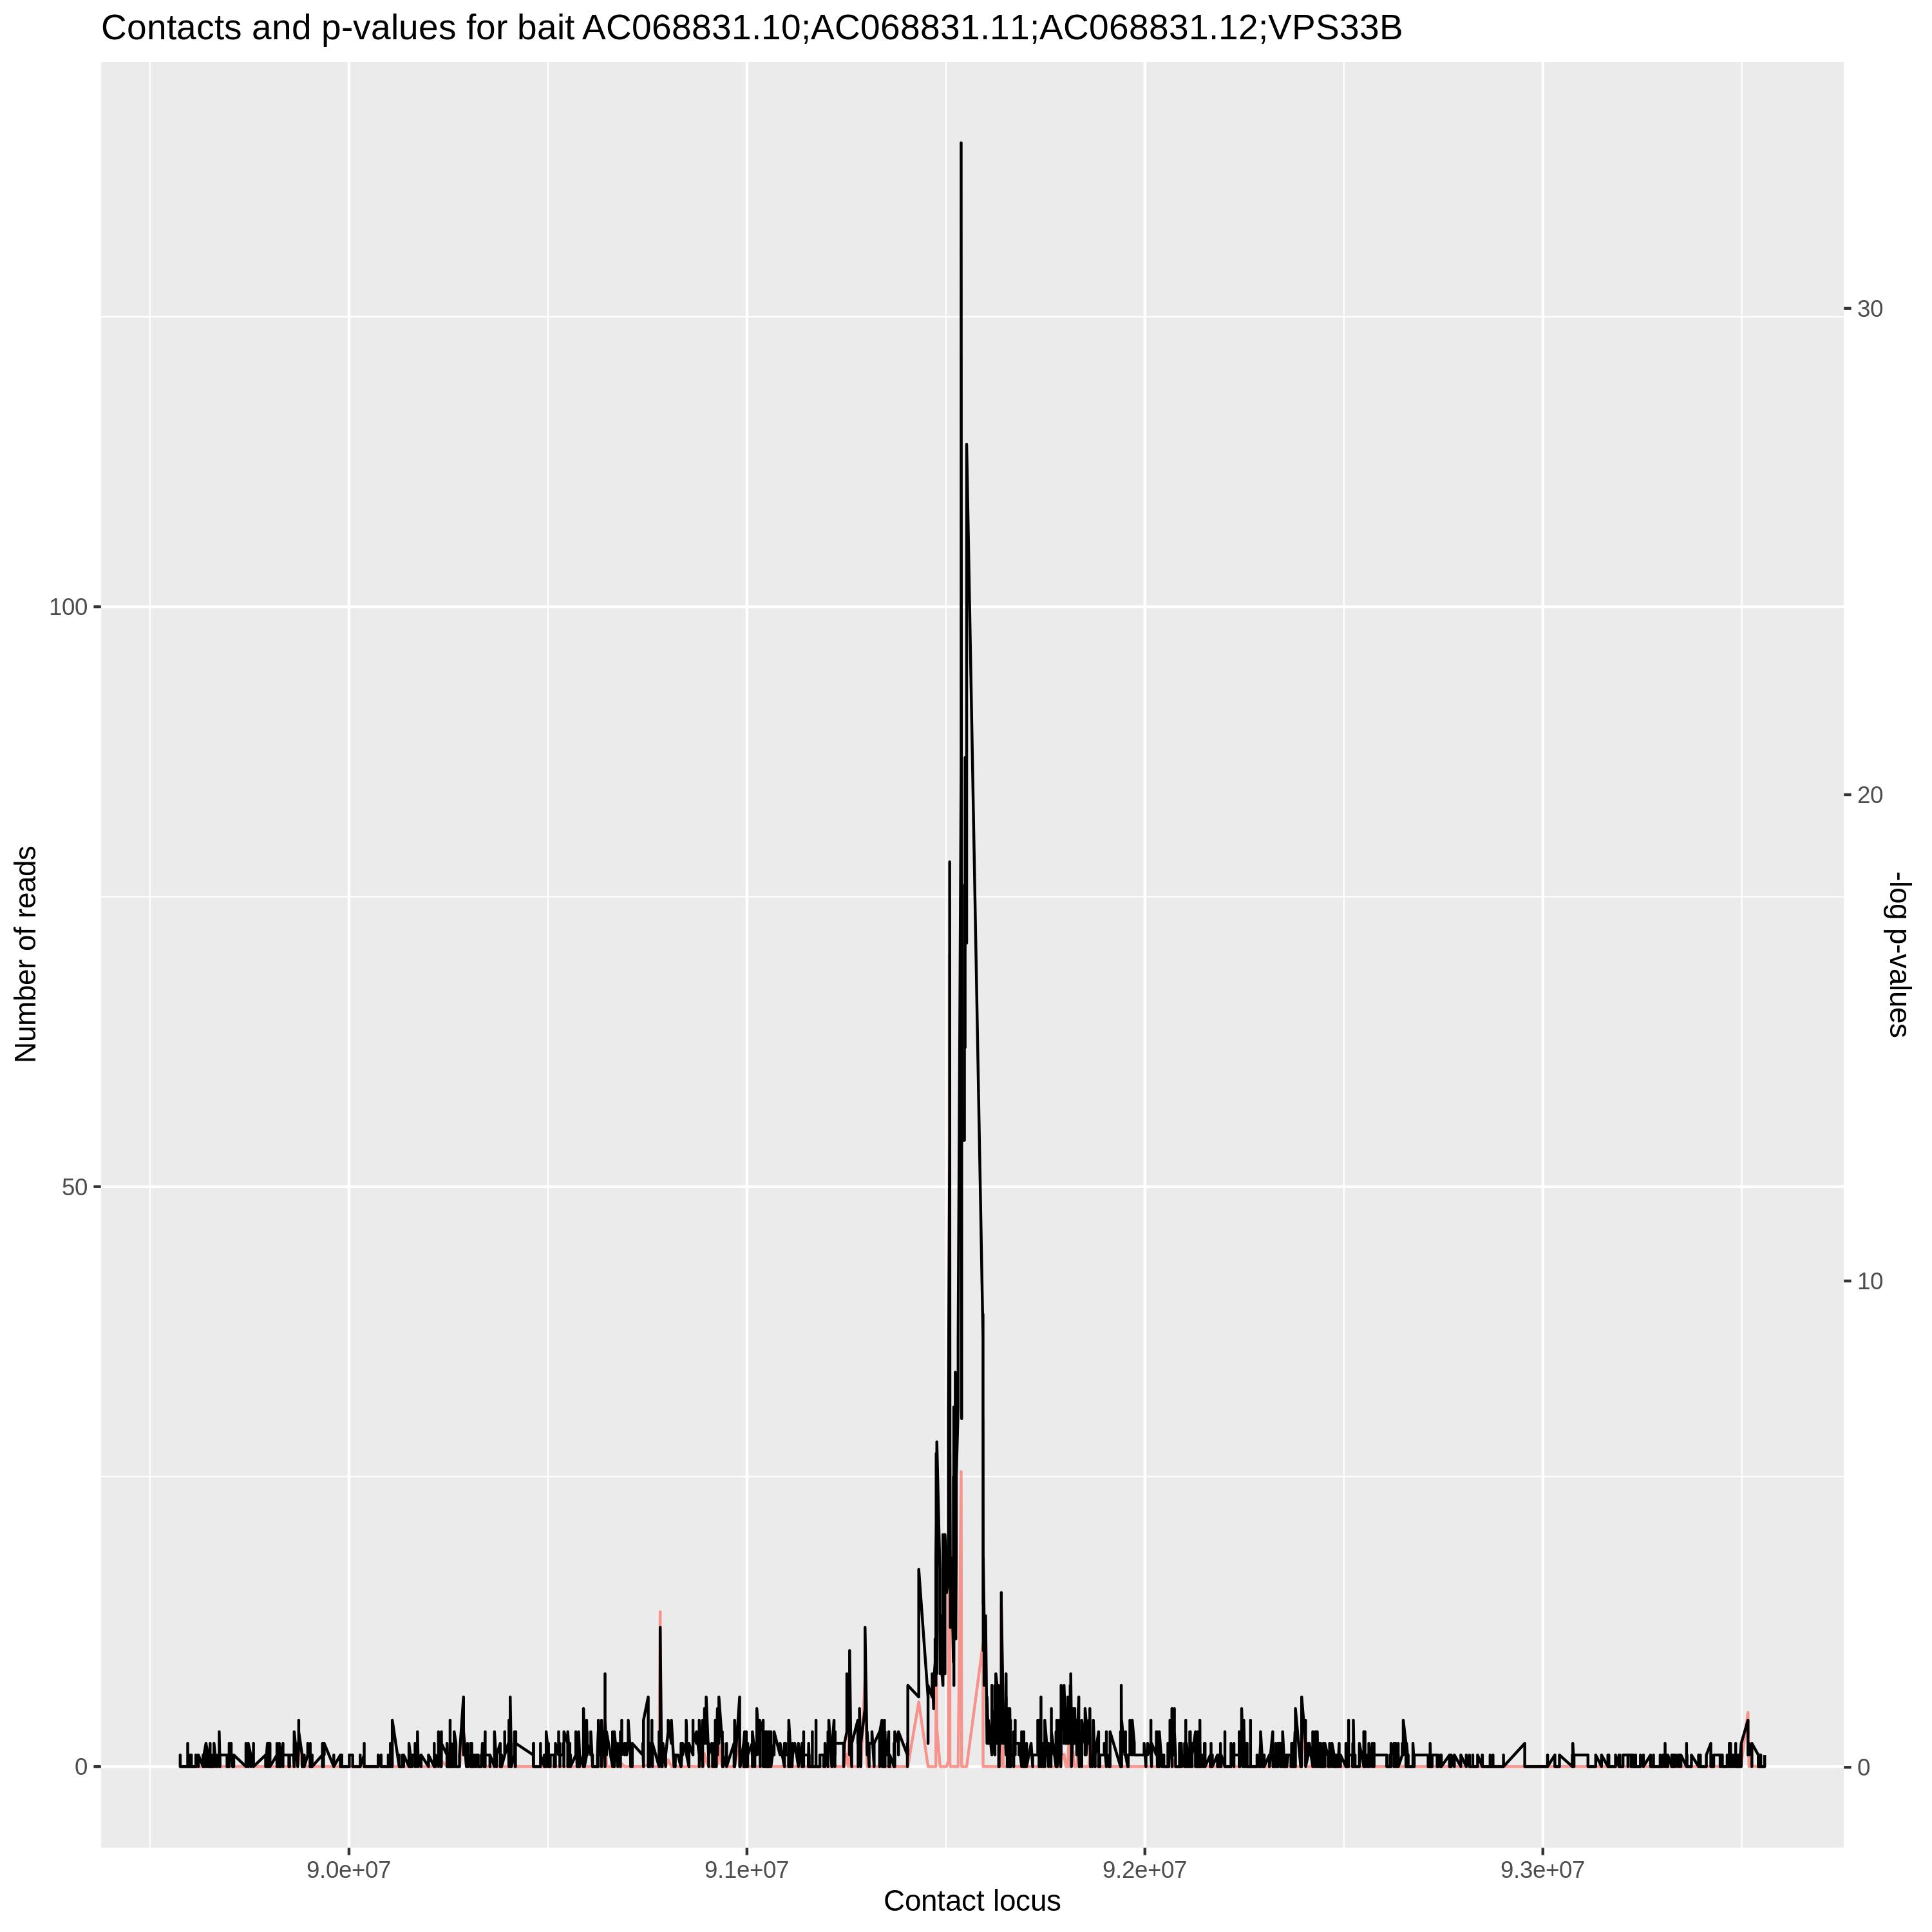 Contacts and p-values for bait AC068831.10;AC068831.11;AC068831.12;VPS33B
100
50
0
Number of reads
30
20
10
0
-log p-values
9.0e+07
9.1e+07
9.2e+07
9.3e+07
Contact locus